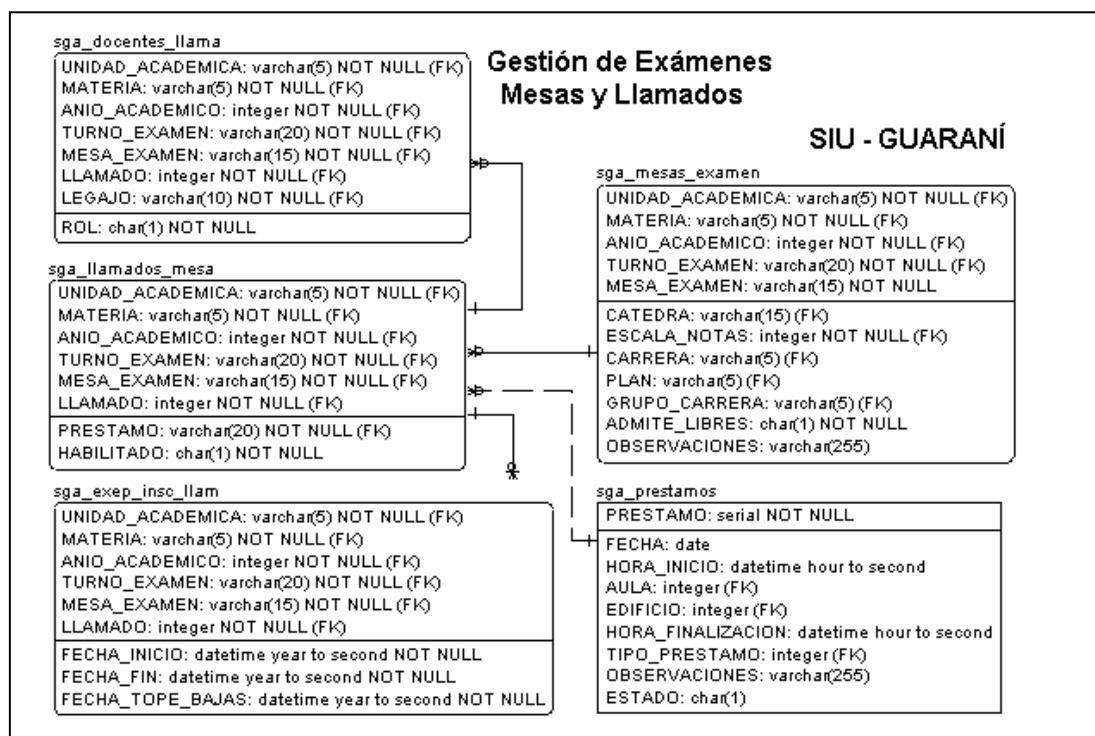 sga_docentes_llama
UNIDAD_ACADEMICA: varchar(5) NOT NULL (FK)
MATERIA: varchar(5) NOT NULL (FK)
ANIO_ACADEMICO: integer NOT NULL (FK)
TURNO_EXAMEN: varchar(20) NOT NULL (FK)
MESA_EXAMEN: varchar(15) NOT NULL (FK)
LLAMADO: integer NOT NULL (FK)
LEGAJO: varchar(10) NOT NULL (FK)
ROL: char(1) NOT NULL
Gestión de Exámenes
Mesas y Llamados
SIU - GUARANÍ
sga_llamados_mesa
UNIDAD_ACADEMICA: varchar(5) NOT NULL (FK)
MATERIA: varchar(5) NOT NULL (FK)
ANIO_ACADEMICO: integer NOT NULL (FK)
TURNO_EXAMEN: varchar(20) NOT NULL (FK)
MESA_EXAMEN: varchar(15) NOT NULL (FK)
LLAMADO: integer NOT NULL (FK)
PRESTAMO: varchar(20) NOT NULL (FK)
HABILITADO: char(1) NOT NULL
sga_mesas_examen
UNIDAD_ACADEMICA: varchar(5) NOT NULL (FK)
MATERIA: varchar(5) NOT NULL (FK)
ANIO_ACADEMICO: integer NOT NULL (FK)
TURNO_EXAMEN: varchar(20) NOT NULL (FK)
MESA_EXAMEN: varchar(15) NOT NULL
CATEDRA: varchar(15) (FK)
ESCALA_NOTAS: integer NOT NULL (FK)
CARRERA: varchar(5) (FK)
PLAN: varchar(5) (FK)
GRUPO_CARRERA: varchar(5) (FK)
ADMITE_LIBRES: char(1) NOT NULL
OBSERVACIONES: varchar(255)
sga_exep_insc_llam
UNIDAD_ACADEMICA: varchar(5) NOT NULL (FK)
MATERIA: varchar(5) NOT NULL (FK)
ANIO_ACADEMICO: integer NOT NULL (FK)
TURNO_EXAMEN: varchar(20) NOT NULL (FK)
MESA_EXAMEN: varchar(15) NOT NULL (FK)
LLAMADO: integer NOT NULL (FK)
FECHA_INICIO: datetime year to second NOT NULL
FECHA_FIN: datetime year to second NOT NULL
FECHA_TOPE_BAJAS: datetime year to second NOT NULL
sga_prestamos
PRESTAMO: serial NOT NULL
FECHA: date
HORA_INICIO: datetime hour to second
AULA: integer (FK)
EDIFICIO: integer (FK)
HORA_FINALIZACION: datetime hour to second
TIPO_PRESTAMO: integer (FK)
OBSERVACIONES: varchar(255)
ESTADO: char(1)